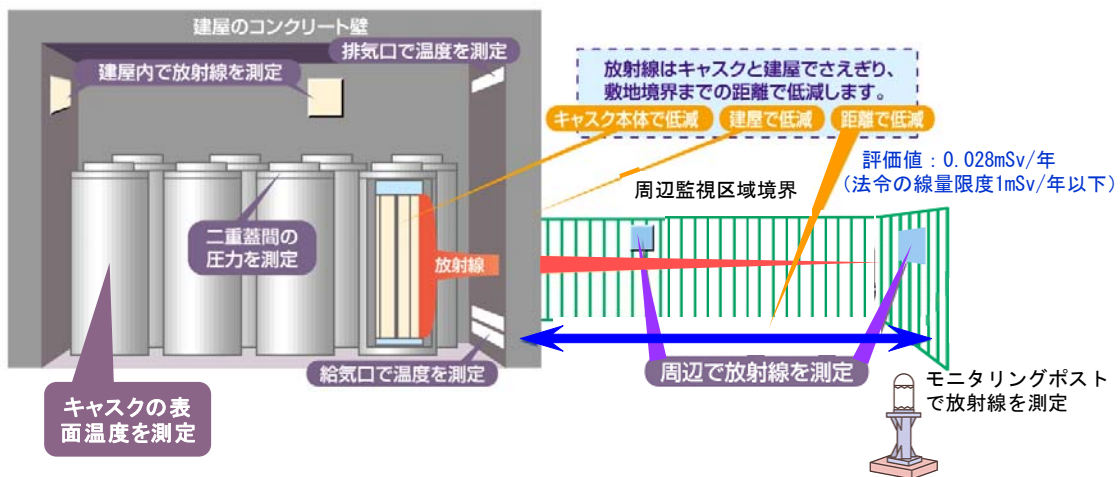 建屋のコンクリート壁
排気口で温度を測定
建屋内で放射線を測定
放射線はキャスクと建屋でさえぎり、
敷地境界までの距離で低減します。
キャスク本体で低減
建屋で低減
距離で低減
評価値：0.028mSv/年
（法令の線量限度1mSv/年以下）
周辺監視区域境界
二重蓋間の
圧力を測定
放射線
給気口で温度を測定
周辺で放射線を測定
キャスクの表
面温度を測定
モニタリングポスト
で放射線を測定